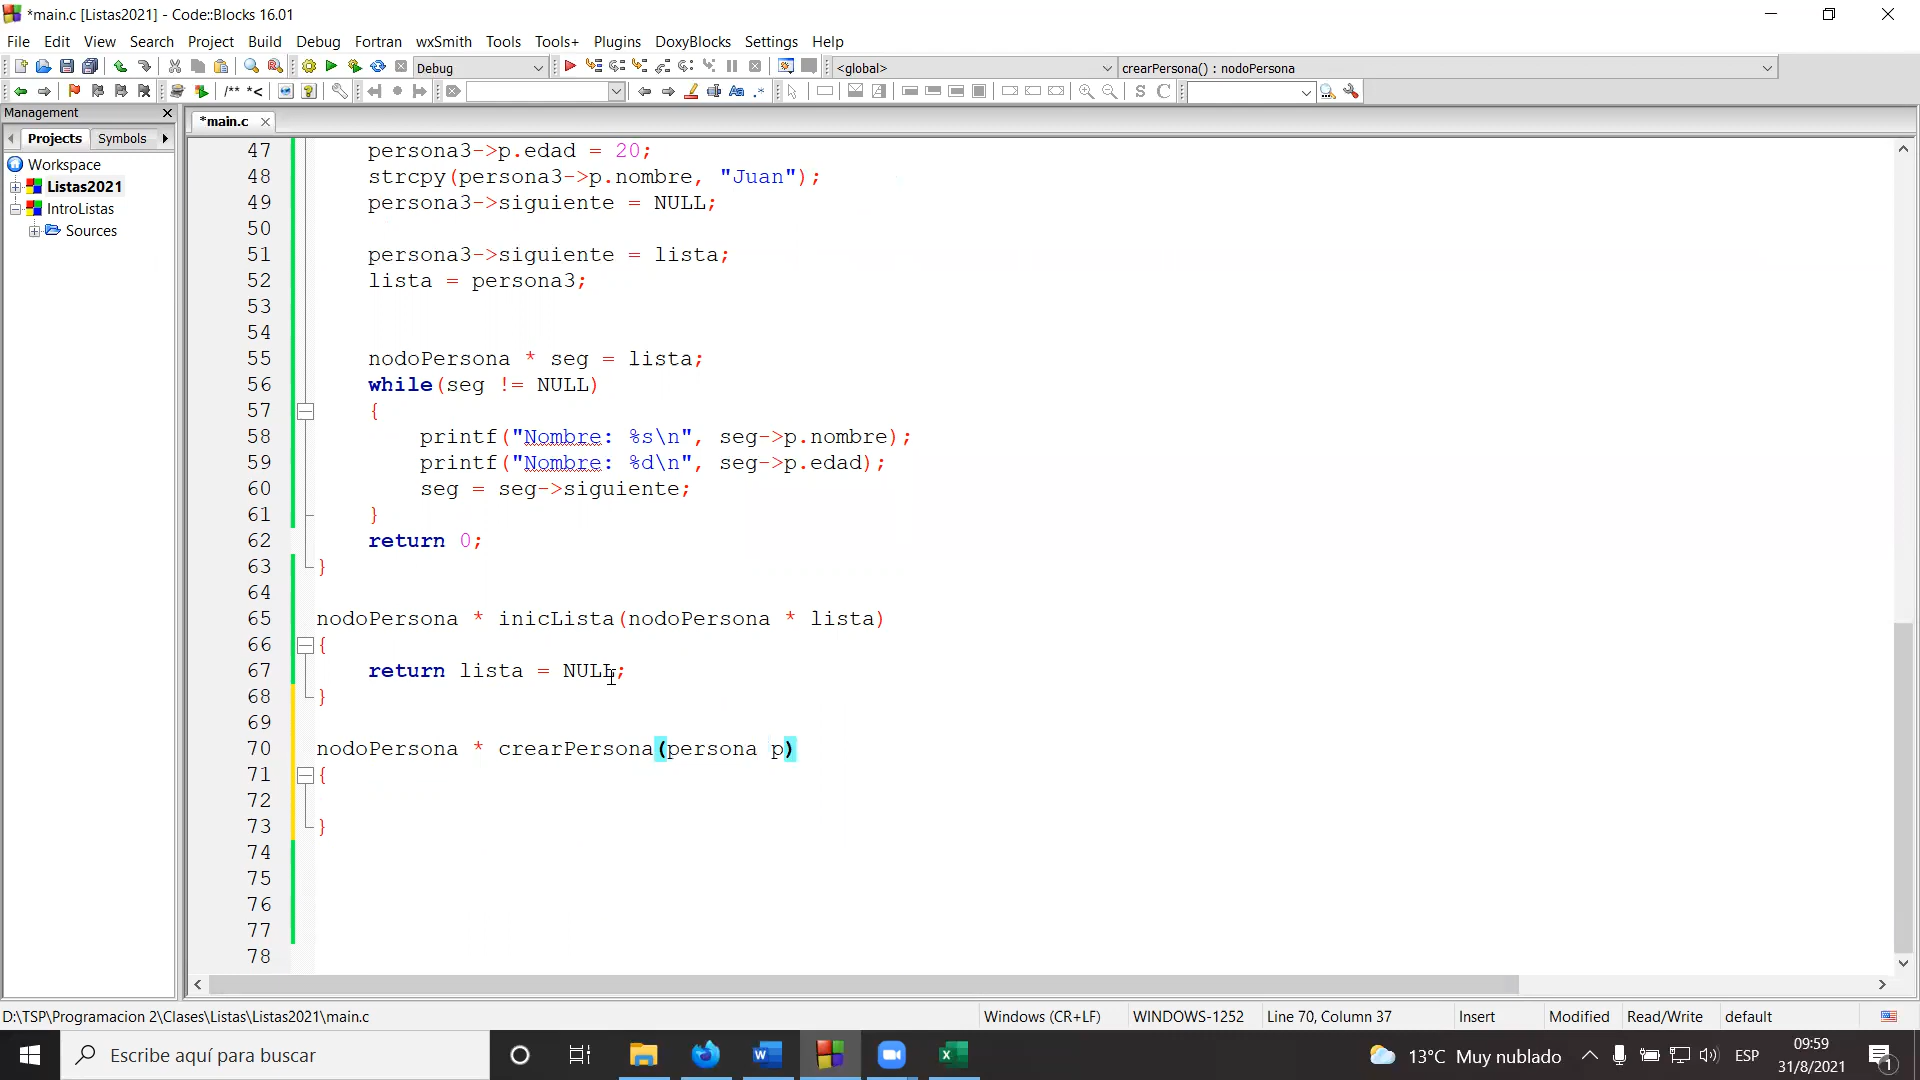 *main.c [Listas2021] - Code::Blocks 16.01
File Edit View Search Project Build Debug Fortran wxSmith Tools Tools+ Plugins DoxyBlocks Settings Help
Debug <global> crearPersona() : nodoPersona
/** *<
Management
Projects Symbols
*main.c
Workspace
Listas2021
IntroListas
Sources
47 persona3->p.edad = 20;
48 strcpy(persona3->p.nombre, "Juan");
49 persona3->siguiente = NULL;
50
51 persona3->siguiente = lista;
52 lista = persona3;
53
54
55 nodoPersona * seg = lista;
56 while(seg != NULL)
57 {
58 printf("Nombre: %s\n", seg->p.nombre);
59 printf("Nombre: %d\n", seg->p.edad);
60 seg = seg->siguiente;
61 }
62 return 0;
63 }
64
65 nodoPersona * inicLista(nodoPersona * lista)
66 {
67 return lista = NULL;
68 }
69
70 nodoPersona * crearPersona(persona p)
71 {
72
73 }
74
75
76
77
78
D:\TSP\Programacion 2\Clases\Listas\Listas2021\main.c Windows (CR+LF) WINDOWS-1252 Line 70, Column 37 Insert Modified Read/Write default
Escribe aquí para buscar
13°C Muy nublado ESP
09:59
31/8/2021
1